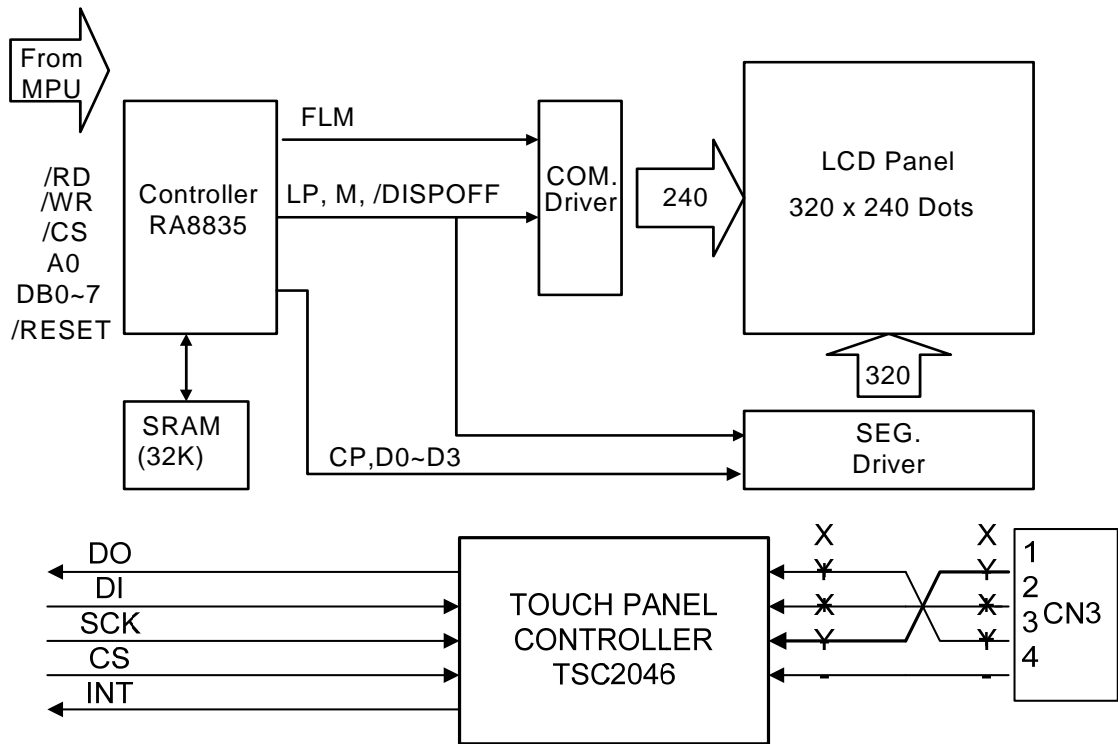 From
MPU
/RD
/WR
/CS
A0
DB0~7
/RESET
Controller
RA8835
FLM
LP, M, /DISPOFF
COM.
Driver
240
LCD Panel
320 x 240 Dots
320
SRAM
(32K)
CP,D0~D3
SEG.
Driver
DO
DI
SCK
CS
INT
TOUCH PANEL
CONTROLLER
TSC2046
X
Y
X
Y
-
X
Y
X
Y
-
1
2
3
4
CN3